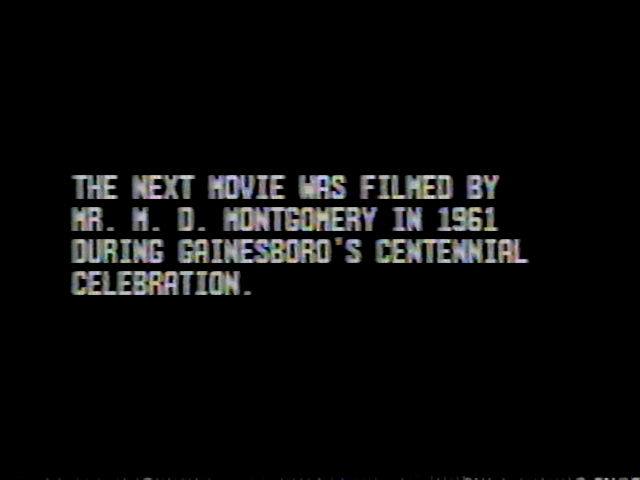 THE NEXT MOVIE WAS FILMED BY
MR. M. D. MONTGOMERY IN 1961
DURING GAINESBORO'S CENTENNIAL
CELEBRATION.